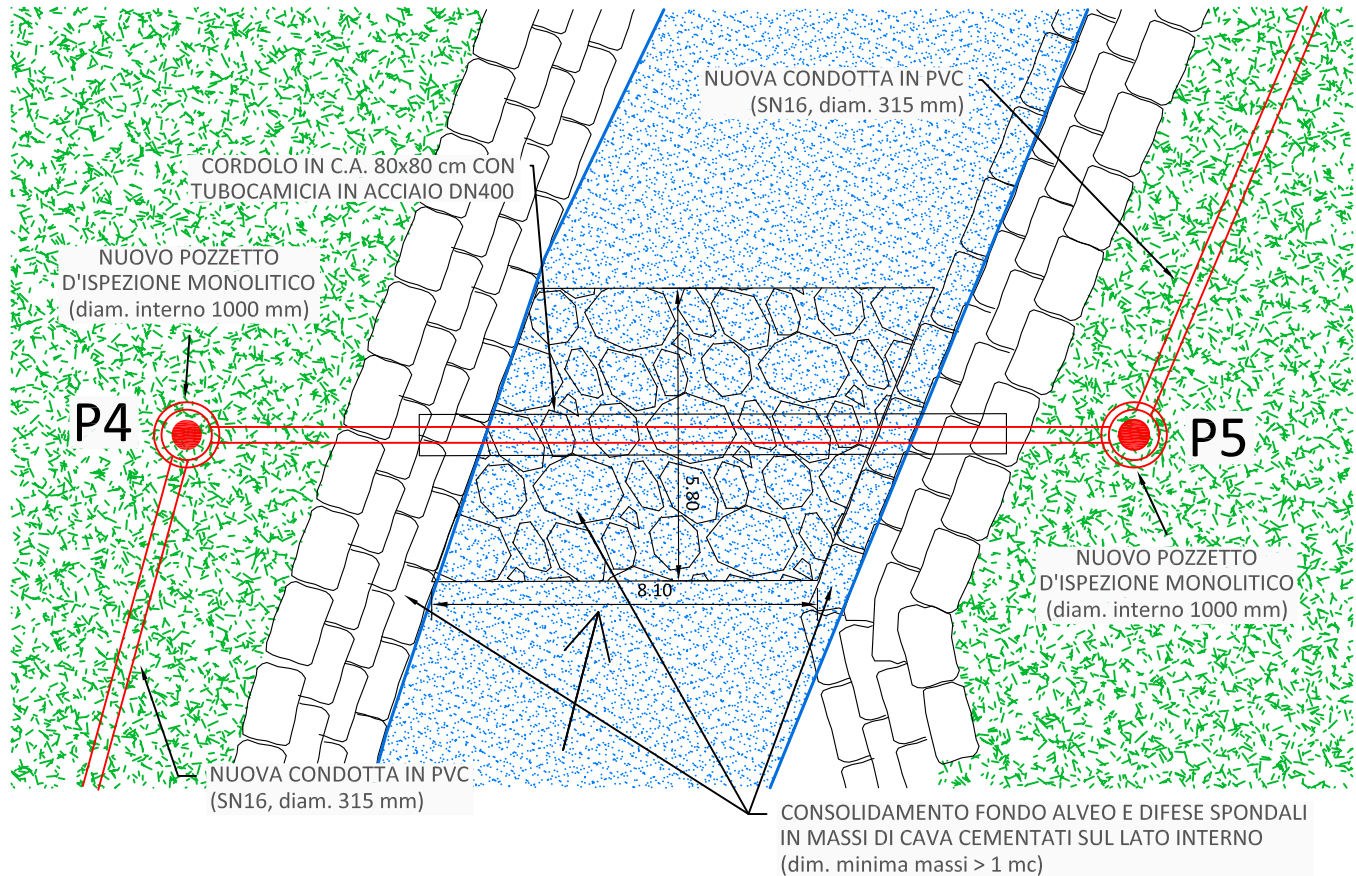 NUOVA CONDOTTA IN PVC
(SN16, diam. 315 mm)
CORDOLO IN C.A. 80x80 cm CON
TUBOCAMICIA IN ACCIAIO DN400
NUOVO POZZETTO
D'ISPEZIONE MONOLITICO
(diam. interno 1000 mm)
P4
P5
5.80
NUOVO POZZETTO
D'ISPEZIONE MONOLITICO
(diam. interno 1000 mm)
8.10
NUOVA CONDOTTA IN PVC
(SN16, diam. 315 mm)
CONSOLIDAMENTO FONDO ALVEO E DIFESE SPONDALI
IN MASSI DI CAVA CEMENTATI SUL LATO INTERNO
(dim. minima massi > 1 mc)